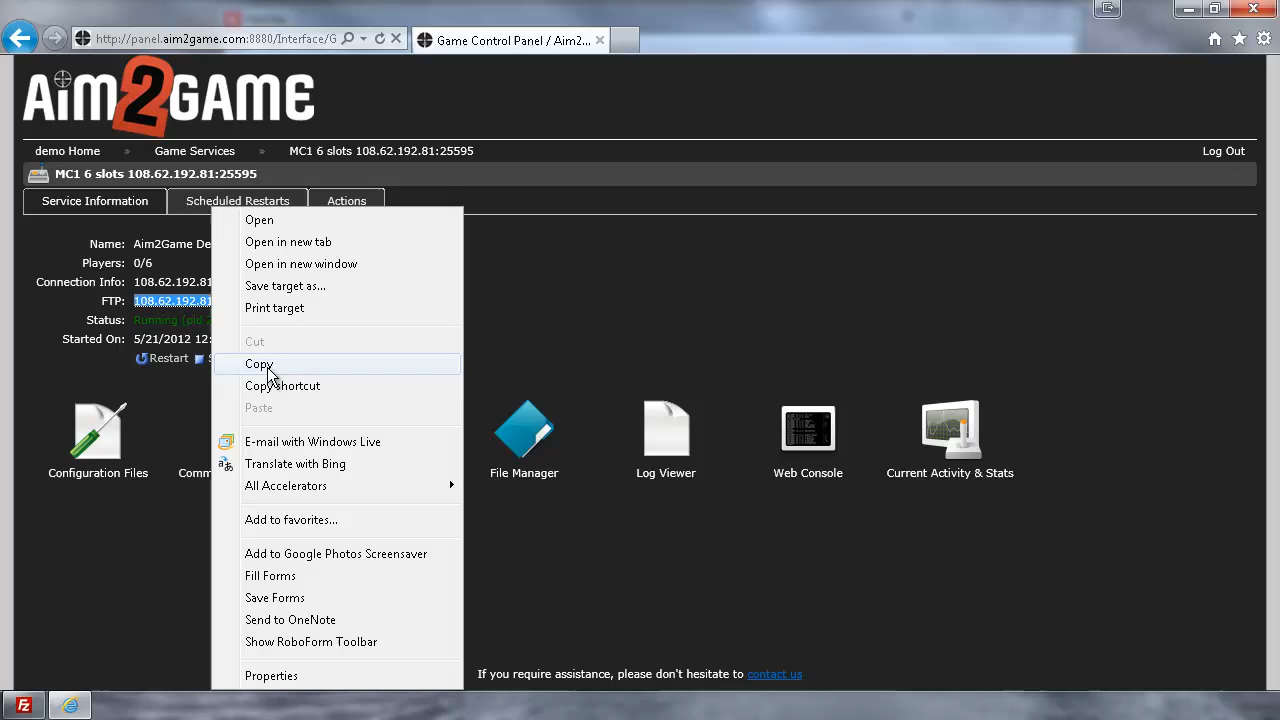 http://panel.aim2game.com:8880/Interface/G
Game Control Panel / Aim2...
Aim2GAME
demo Home » Game Services » MC1 6 slots 108.62.192.81:25595 Log Out
MC1 6 slots 108.62.192.81:25595
Service Information Scheduled Restarts Actions
Name: Aim2Game De
Players: 0/6
Connection Info: 108.62.192.81
FTP: 108.62.192.81
Status: Running (pid
Started On: 5/21/2012 12:
Restart
Open
Open in new tab
Open in new window
Save target as...
Print target
Cut
Copy
Copy shortcut
Paste
E-mail with Windows Live
Translate with Bing
All Accelerators
Add to favorites...
Add to Google Photos Screensaver
Fill Forms
Save Forms
Send to OneNote
Show RoboForm Toolbar
Properties
Configuration Files Comm File Manager Log Viewer Web Console Current Activity & Stats
If you require assistance, please don't hesitate to contact us